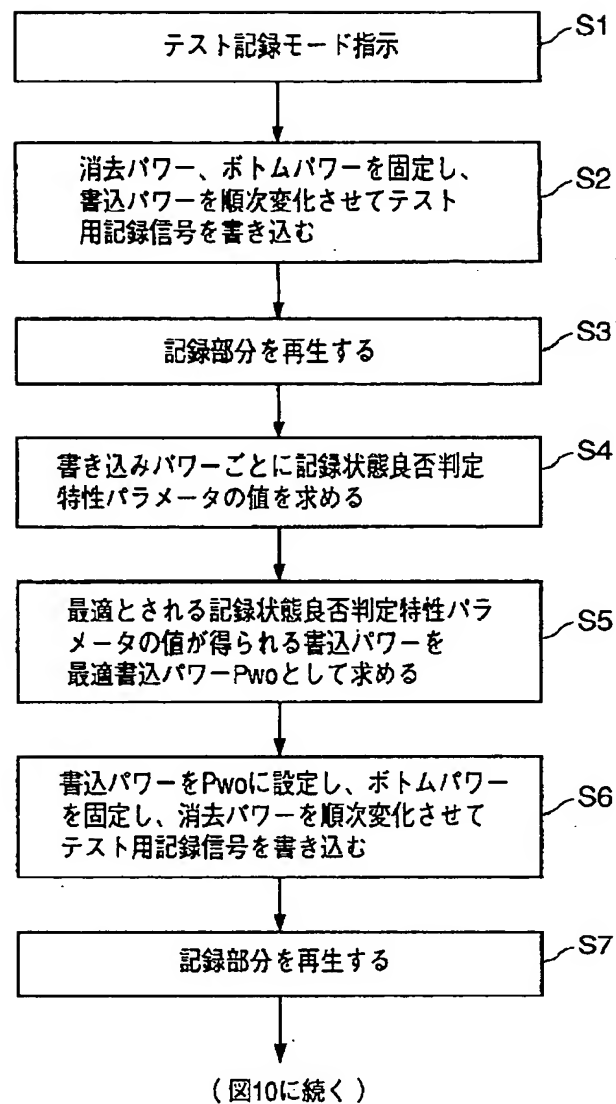 テスト記録モード指示
S1
消去パワー、ボトムパワーを固定し、
書込パワーを順次変化させてテスト
用記録信号を書き込む
S2
記録部分を再生する
S3
書き込みパワーごとに記録状態良否判定
特性パラメータの値を求める
S4
最適とされる記録状態良否判定特性パラ
メータの値が得られる書込パワーを
最適書込パワーPwoとして求める
S5
書込パワーをPwoに設定し、ボトムパワー
を固定し、消去パワーを順次変化させて
テスト用記録信号を書き込む
S6
記録部分を再生する
S7
(図10に続く)